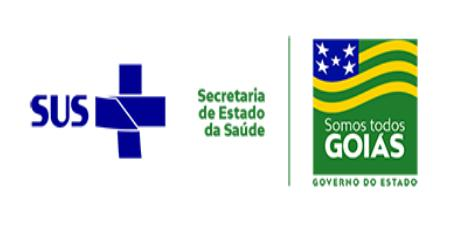 SUS
Secretaria
de Estado
da Saúde
Somos todos
GOIÁS
GOVERNO DO ESTADO